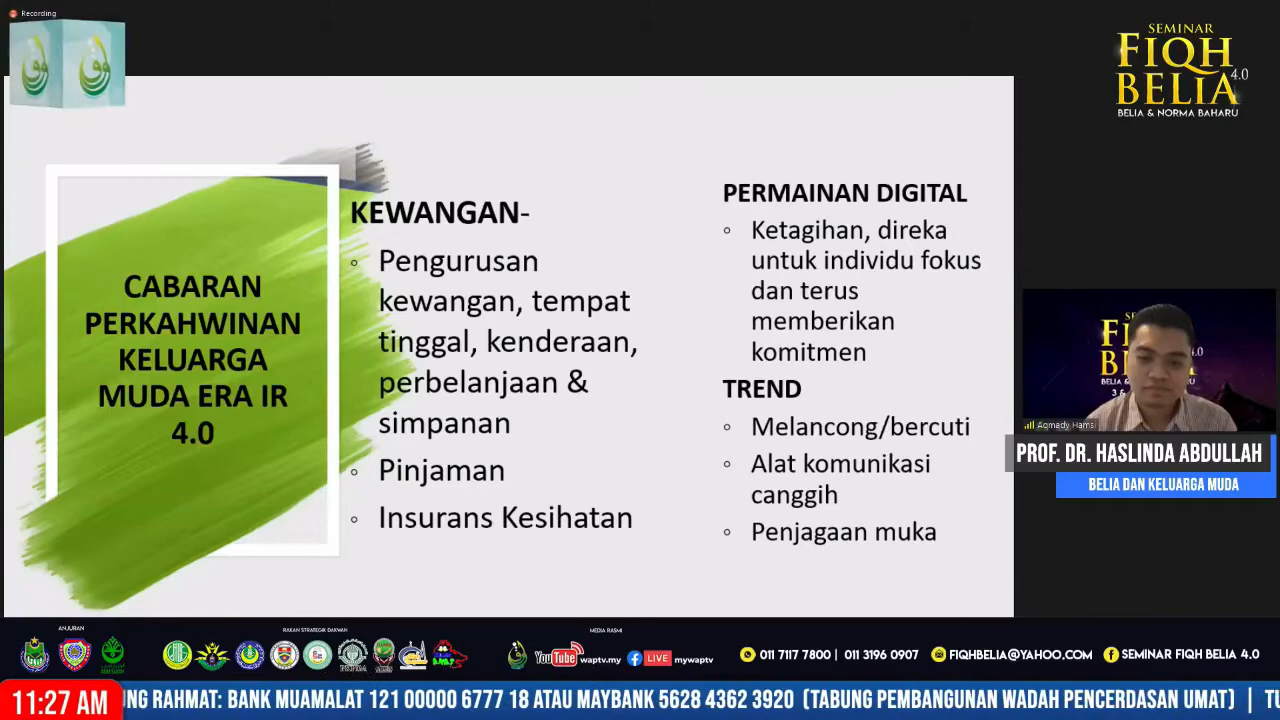 Recording
SEMINAR
FIQH
BELIA 4.0
BELIA & NORMA BAHARU
CABARAN
PERKAHWINAN
KELUARGA
MUDA ERA IR
4.0
KEWANGAN-
◦ Pengurusan
kewangan, tempat
tinggal, kenderaan,
perbelanjaan &
simpanan
◦ Pinjaman
◦ Insurans Kesihatan
PERMAINAN DIGITAL
◦ Ketagihan, direka
untuk individu fokus
dan terus
memberikan
komitmen
TREND
◦ Melancong/bercuti
◦ Alat komunikasi
canggih
◦ Penjagaan muka
Aqmady Hamsi
PROF. DR. HASLINDA ABDULLAH
BELIA DAN KELUARGA MUDA
ANJURAN
RAKAN STRATEGIK DAKWAH
MEDIA RASMI
YouTube waptv.my LIVE mywaptv
011 7117 7800 | 011 3196 0907
FIQHBELIA@YAHOO.COM
SEMINAR FIQH BELIA 4.0
11:27 AM
UNG RAHMAT: BANK MUAMALAT 121 00000 6777 18 ATAU MAYBANK 5628 4362 3920 (TABUNG PEMBANGUNAN WADAH PENCERDASAN UMAT) | TU